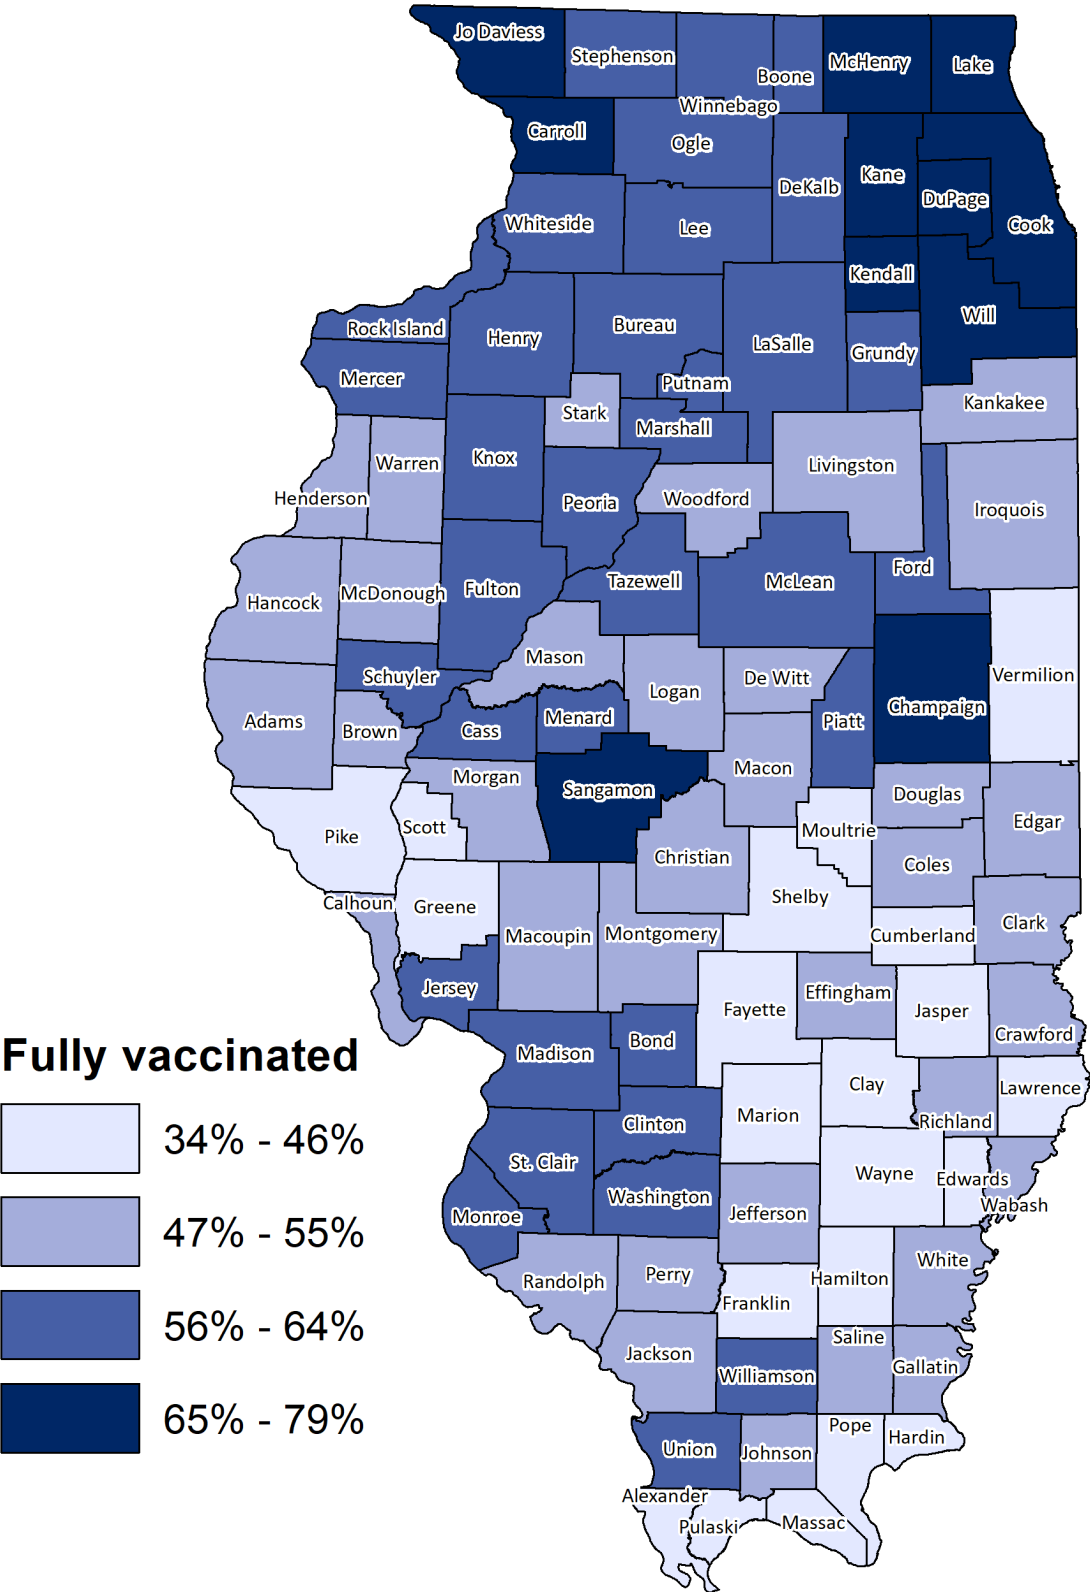 Jo Daviess
Stephenson
Winnebago
Boone
McHenry
Lake
Carroll
Ogle
DeKalb
Kane
DuPage
Cook
Whiteside
Lee
Kendall
Will
Rock Island
Henry
Bureau
LaSalle
Grundy
Mercer
Putnam
Kankakee
Stark
Marshall
Henderson
Warren
Knox
Peoria
Woodford
Livingston
Iroquois
Ford
Hancock
McDonough
Fulton
Tazewell
McLean
Mason
Schuyler
Logan
De Witt
Vermilion
Champaign
Adams
Brown
Cass
Menard
Piatt
Morgan
Sangamon
Macon
Douglas
Edgar
Pike
Scott
Christian
Moultrie
Coles
Shelby
Calhoun
Greene
Macoupin
Montgomery
Cumberland
Clark
Jersey
Fayette
Effingham
Jasper
Crawford
Madison
Bond
Clay
Lawrence
Marion
Richland
Clinton
St. Clair
Washington
Wayne
Edwards
Wabash
Monroe
Jefferson
Randolph
Perry
Franklin
Hamilton
White
Jackson
Williamson
Saline
Gallatin
Union
Johnson
Pope
Hardin
Alexander
Pulaski
Massac
Fully vaccinated
34% - 46%
47% - 55%
56% - 64%
65% - 79%